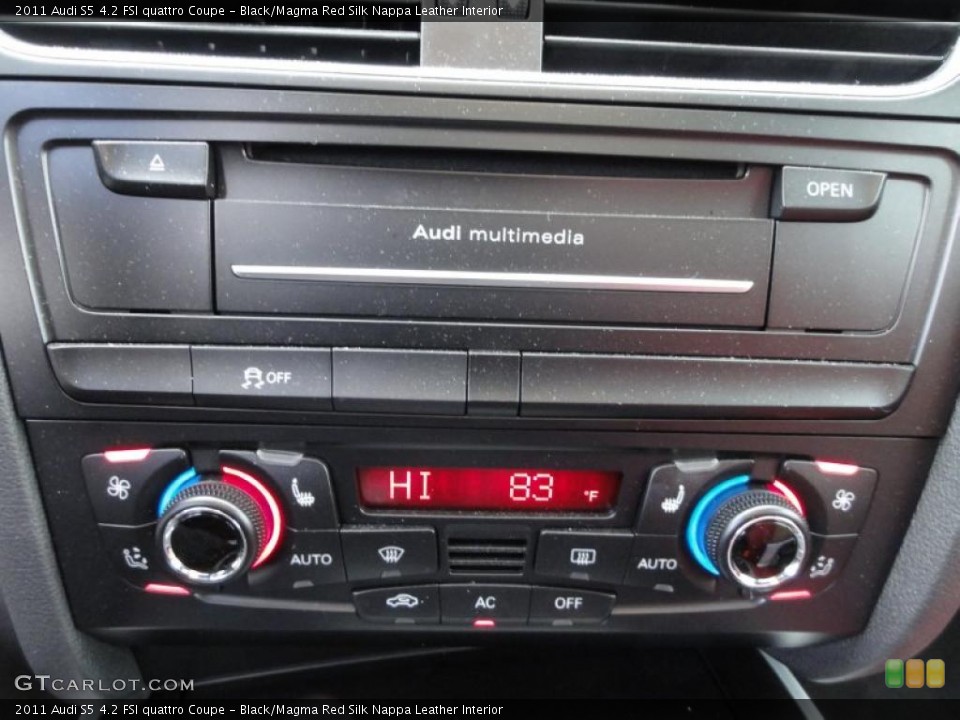 2011 Audi S5 4.2 FSI quattro Coupe - Black/Magma Red Silk Nappa Leather Interior
OPEN
Audi multimedia
OFF
HI 83 °F
AUTO
AUTO
AC
OFF
GTCARLOT.COM
2011 Audi S5 4.2 FSI quattro Coupe - Black/Magma Red Silk Nappa Leather Interior